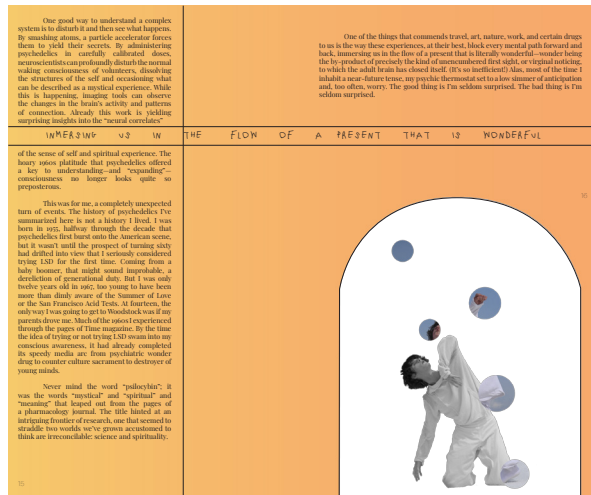 One good way to understand a complex
system is to disturb it and then see what happens.
By smashing atoms, a particle accelerator forces
them to yield their secrets. By administering
psychedelics in carefully calibrated doses,
neuroscientists can profoundly disturb the normal
waking consciousness of volunteers, dissolving
the structures of the self and occasioning what
can be described as a mystical experience. While
this is happening, imaging tools can observe
the changes in the brain's activity and patterns
of connection. Already this work is yielding
surprising insights into the "neural correlates"
of the sense of self and spiritual experience. The
hoary 1960s platitude that psychedelics offered
a key to understanding—and "expanding"—
consciousness no longer looks quite so
preposterous.
This was for me, a completely unexpected
turn of events. The history of psychedelics I've
summarized here is not a history I lived. I was
born in 1955, halfway through the decade that
psychedelics first burst onto the American scene,
but it wasn't until the prospect of turning sixty
had drifted into view that I seriously considered
trying LSD for the first time. Coming from a
baby boomer, that might sound improbable, a
dereliction of generational duty. But I was only
twelve years old in 1967, too young to have been
more than dimly aware of the Summer of Love
or the San Francisco Acid Tests. At fourteen, the
only way I was going to get to Woodstock was if my
parents drove me. Much of the 1960s I experienced
through the pages of Time magazine. By the time
the idea of trying or not trying LSD swam into my
conscious awareness, it had already completed
its speedy media arc from psychiatric wonder
drug to counter culture sacrament to destroyer of
young minds.
Never mind the word "psilocybin"; it
was the words "mystical" and "spiritual" and
"meaning" that leaped out from the pages of
a pharmacology journal. The title hinted at an
intriguing frontier of research, one that seemed to
straddle two worlds we've grown accustomed to
think are irreconcilable: science and spirituality.
15
One of the things that commends travel, art, nature, work, and certain drugs
to us is the way these experiences, at their best, block every mental path forward and
back, immersing us in the flow of a present that is literally wonderful—wonder being
the by-product of precisely the kind of unencumbered first sight, or virginal noticing,
to which the adult brain has closed itself. (It's so inefficient!) Alas, most of the time I
inhabit a near-future tense, my psychic thermostat set to a low simmer of anticipation
and, too often, worry. The good thing is I'm seldom surprised. The bad thing is I'm
seldom surprised.
INMERSING US IN THE FLOW OF A PRESENT THAT IS WONDERFUL
16